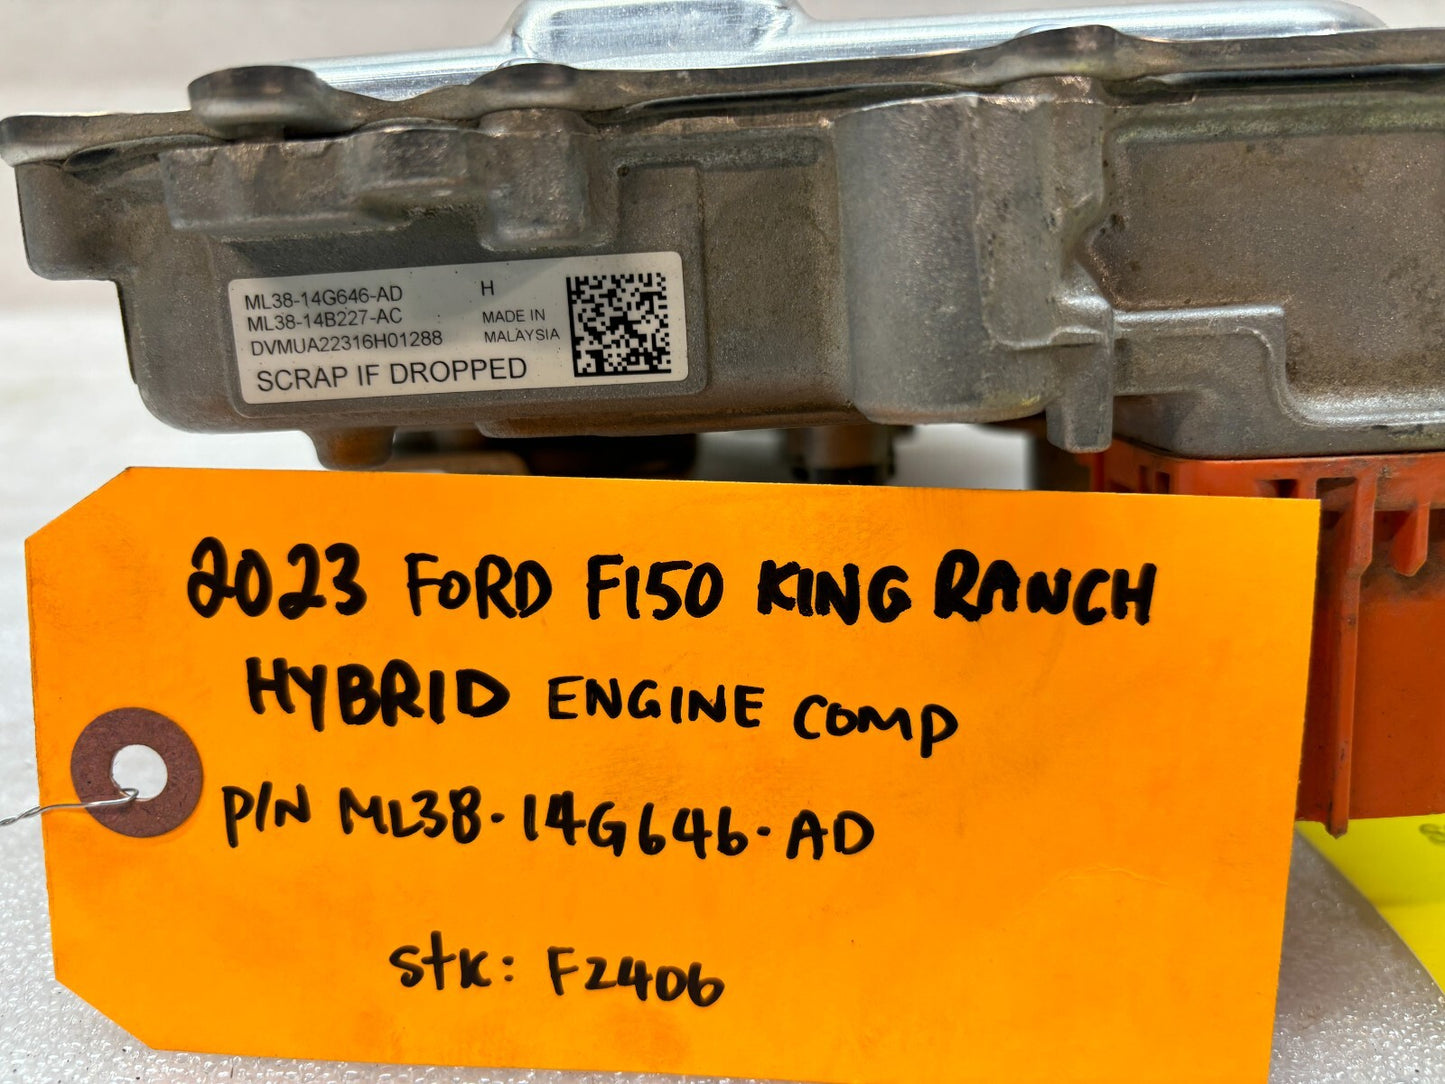 ML38-14G646-AD H
ML38-14B227-AC MADE IN
DVMUA22316H01288 MALAYSIA
SCRAP IF DROPPED
2023 FORD F150 KING RANCH
HYBRID ENGINE COMP
P/N ML38-14G646-AD
Stk: F2406